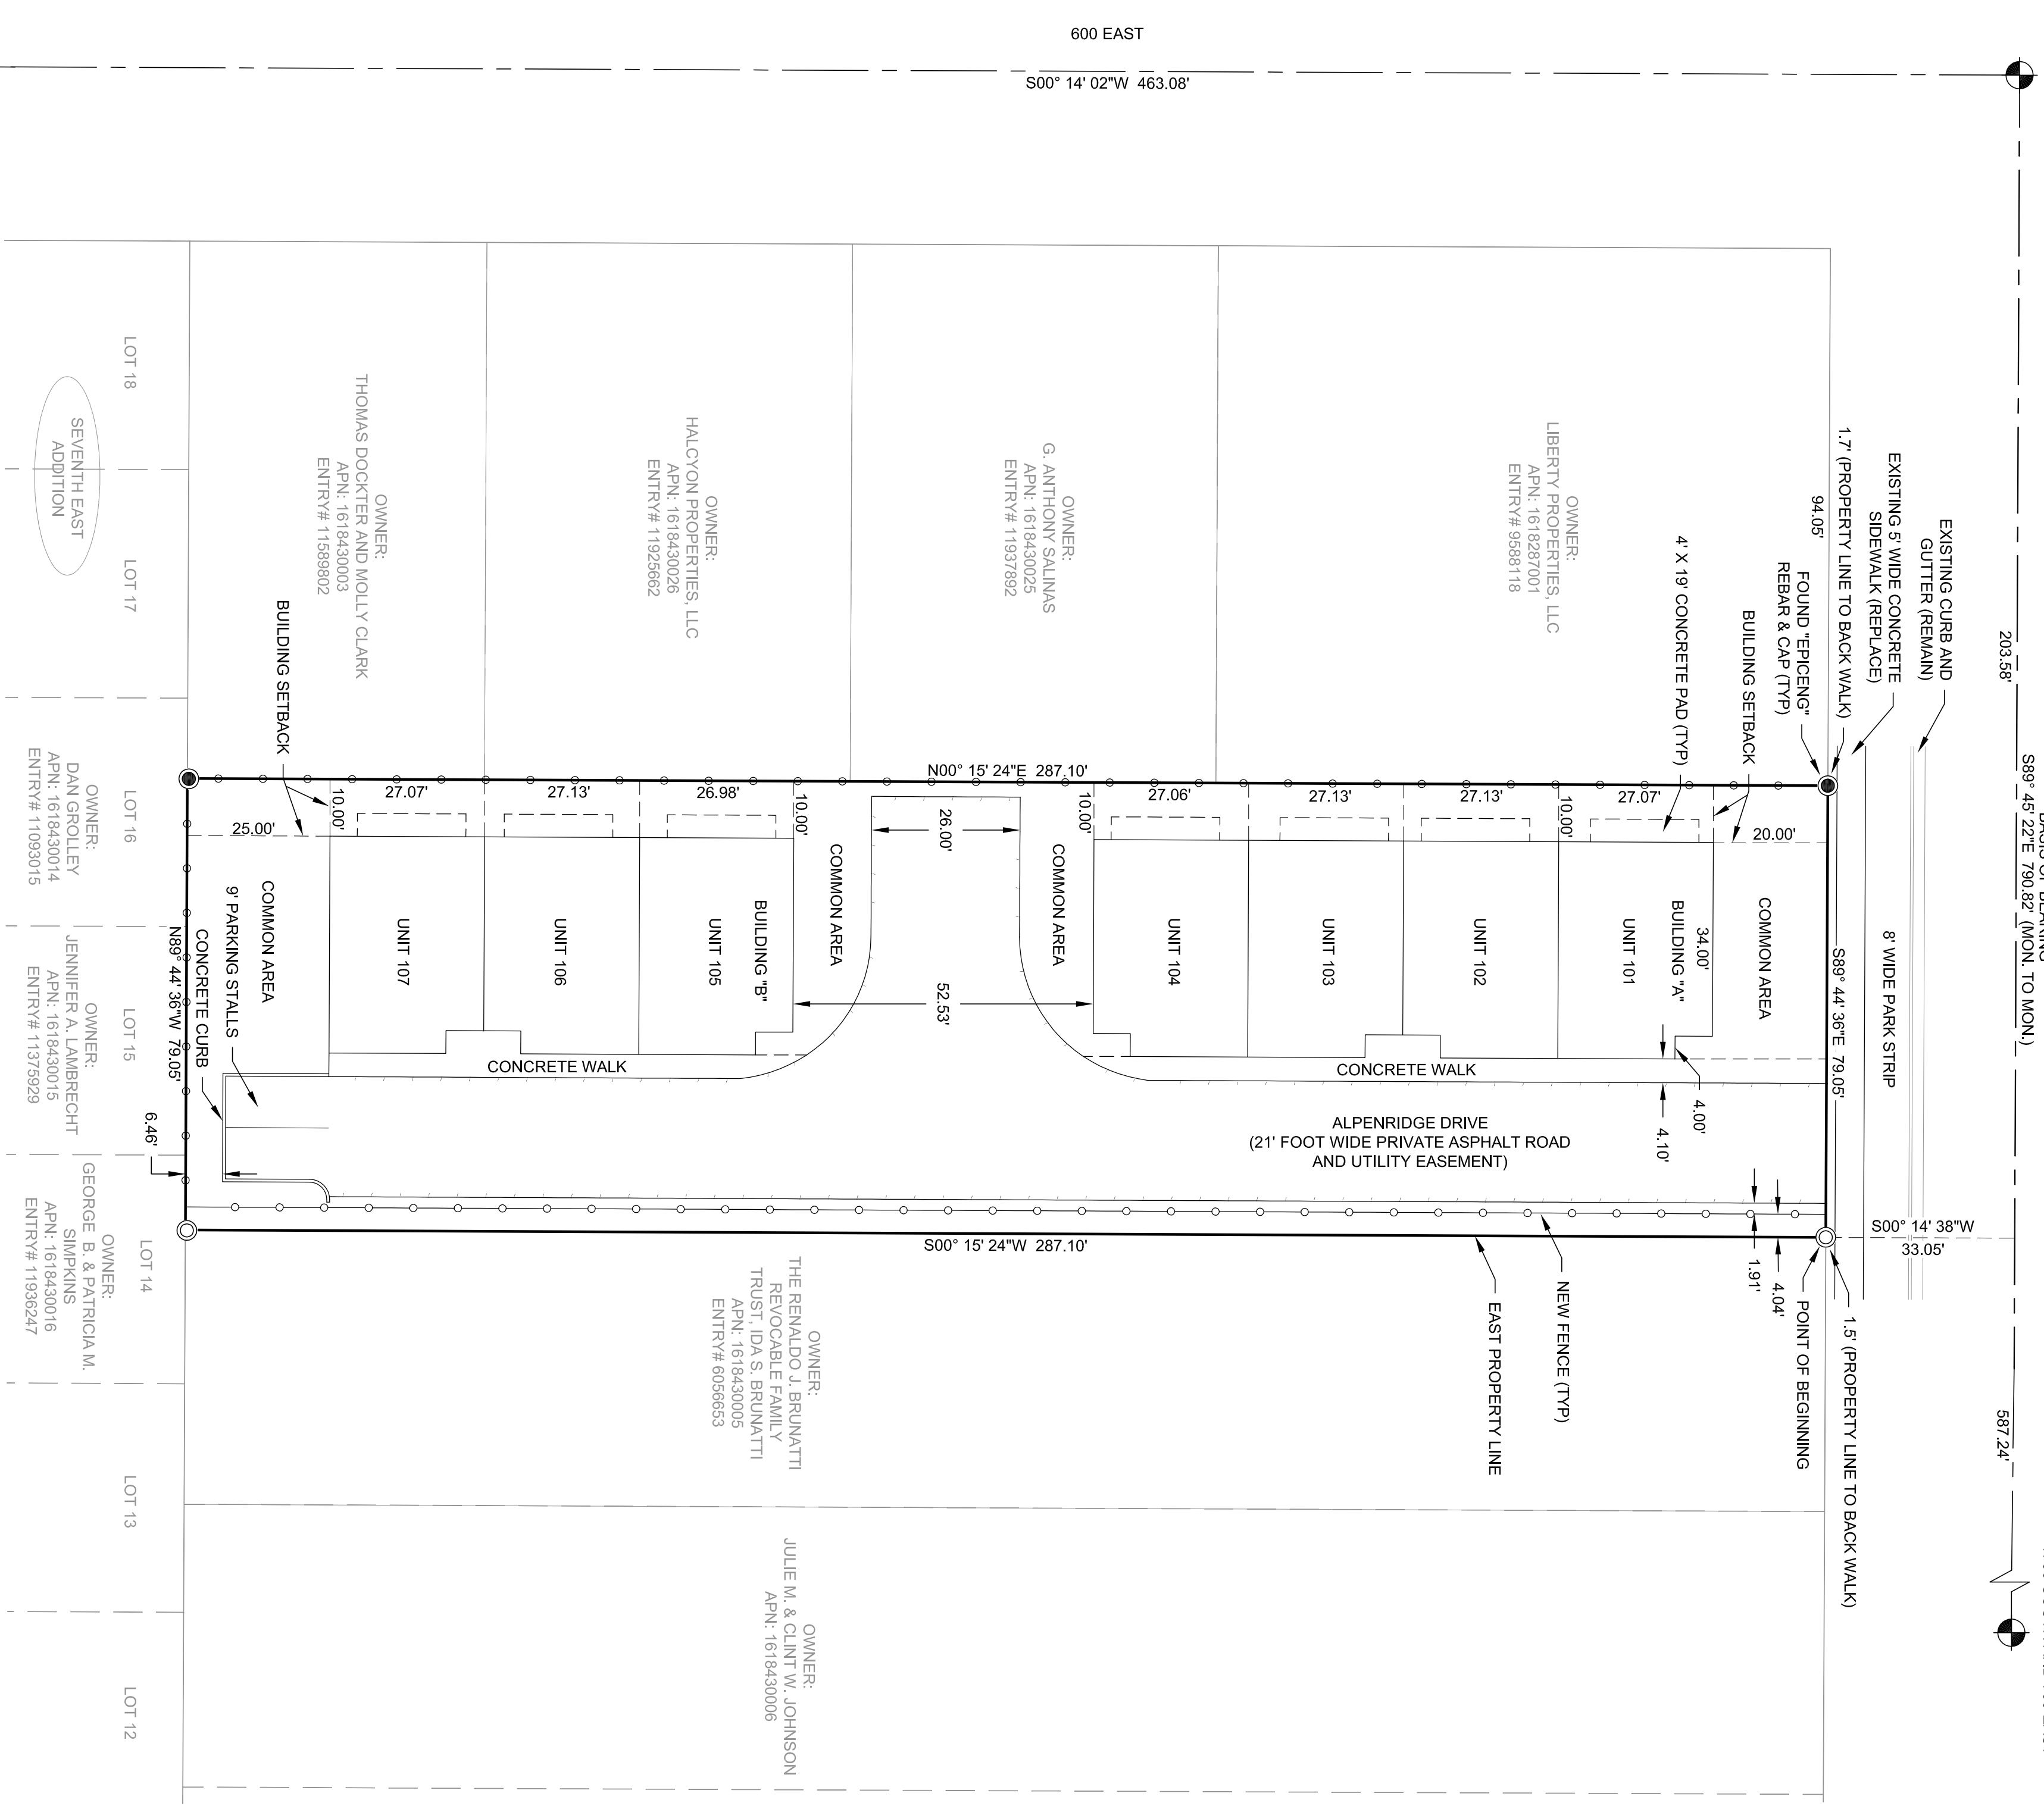 600 EAST
S00° 14' 02"W  463.08'
203.58'
S89° 45' 22"E  790.82' (MON. TO MON.)
587.24'
EXISTING CURB AND
GUTTER (REMAIN)
EXISTING 5' WIDE CONCRETE
SIDEWALK (REPLACE)
1.7' (PROPERTY LINE TO BACK WALK)
94.05'
FOUND "EPICENG"
REBAR & CAP (TYP)
BUILDING SETBACK
4' X 19' CONCRETE PAD (TYP)
8' WIDE PARK STRIP
S89° 44' 36"E  79.05'
S00° 14' 38"W
33.05'
1.5' (PROPERTY LINE TO BACK WALK)
POINT OF BEGINNING
4.04'
1.91'
NEW FENCE (TYP)
EAST PROPERTY LINE
OWNER:
LIBERTY PROPERTIES, LLC
APN: 1618287001
ENTRY# 9588118
OWNER:
G. ANTHONY SALINAS
APN: 1618430025
ENTRY# 11937892
OWNER:
HALCYON PROPERTIES, LLC
APN: 1618430026
ENTRY# 11925662
OWNER:
THOMAS DOCKTER AND MOLLY CLARK
APN: 1618430003
ENTRY# 11589802
BUILDING SETBACK
N00° 15' 24"E  287.10'
20.00'
27.07'
10.00'
27.13'
27.13'
27.06'
10.00'
26.00'
10.00'
26.98'
27.13'
27.07'
10.00'
25.00'
COMMON AREA
34.00'
BUILDING "A"
UNIT 101
UNIT 102
UNIT 103
UNIT 104
COMMON AREA
52.53'
COMMON AREA
BUILDING "B"
UNIT 105
UNIT 106
UNIT 107
COMMON AREA
9' PARKING STALLS
CONCRETE CURB
N89° 44' 36"W  79.05'
CONCRETE WALK
CONCRETE WALK
4.00'
4.10'
ALPENRIDGE DRIVE
(21' FOOT WIDE PRIVATE ASPHALT ROAD
AND UTILITY EASEMENT)
6.46'
S00° 15' 24"W  287.10'
OWNER:
THE RENALDO J. BRUNATTI
REVOCABLE FAMILY
TRUST, IDA S. BRUNATTI
APN: 1618430005
ENTRY# 6056653
OWNER:
JULIE M. & CLINT W. JOHNSON
APN: 1618430006
LOT 18
SEVENTH EAST
ADDITION
LOT 17
LOT 16
OWNER:
DAN GROLLEY
APN: 1618430014
ENTRY# 11093015
LOT 15
OWNER:
JENNIFER A. LAMBRECHT
APN: 1618430015
ENTRY# 11375929
LOT 14
OWNER:
GEORGE B. & PATRICIA M.
SIMPKINS
APN: 1618430016
ENTRY# 11936247
LOT 13
LOT 12